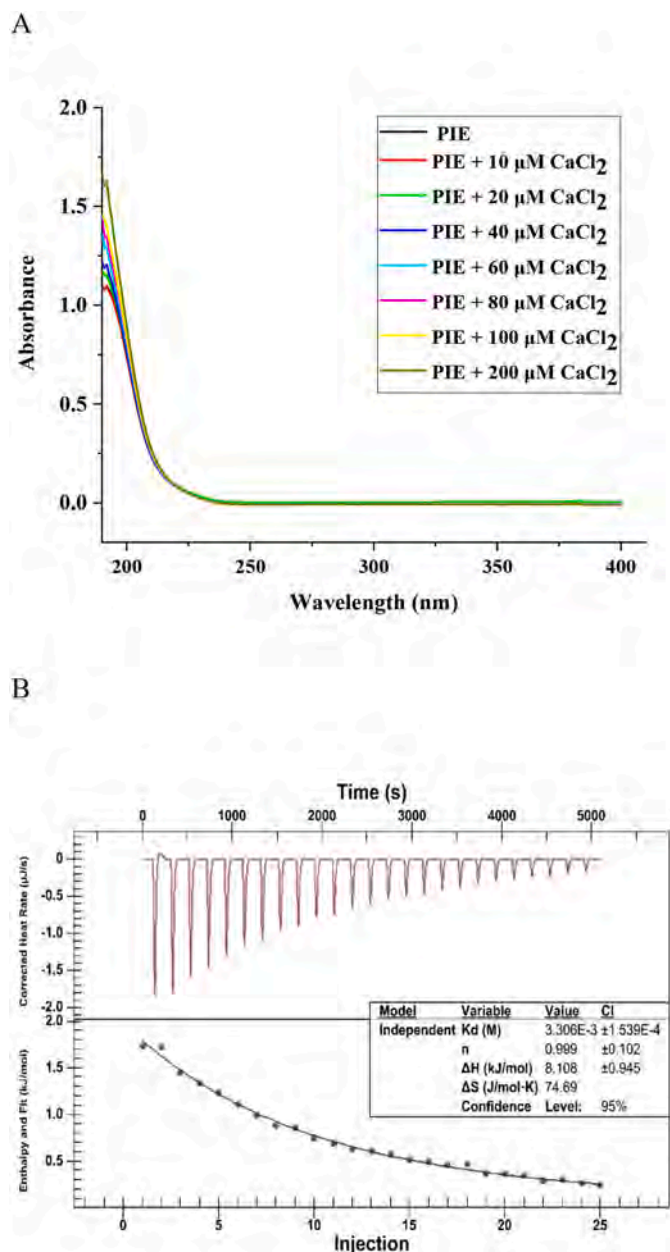 A
2.0
1.5
1.0
0.5
0.0
Absorbance
PIE
PIE + 10 μM CaCl2
PIE + 20 μM CaCl2
PIE + 40 μM CaCl2
PIE + 60 μM CaCl2
PIE + 80 μM CaCl2
PIE + 100 μM CaCl2
PIE + 200 μM CaCl2
200 250 300 350 400
Wavelength (nm)
B
Time (s)
0 1000 2000 3000 4000 5000
Corrected Heat Rate (μJ/s)
0
-0.5
-1.0
-1.5
-2.0
Model Variable Value CI
Independent Kd (M) 3.306E-3 ±1.539E-4
n 0.999 ±0.102
ΔH (kJ/mol) 8.108 ±0.945
ΔS (J/mol·K) 74.69
Confidence Level: 95%
Enthalpy and Fit (kJ/mol)
2.0
1.5
1.0
0.5
0 5 10 15 20 25
Injection